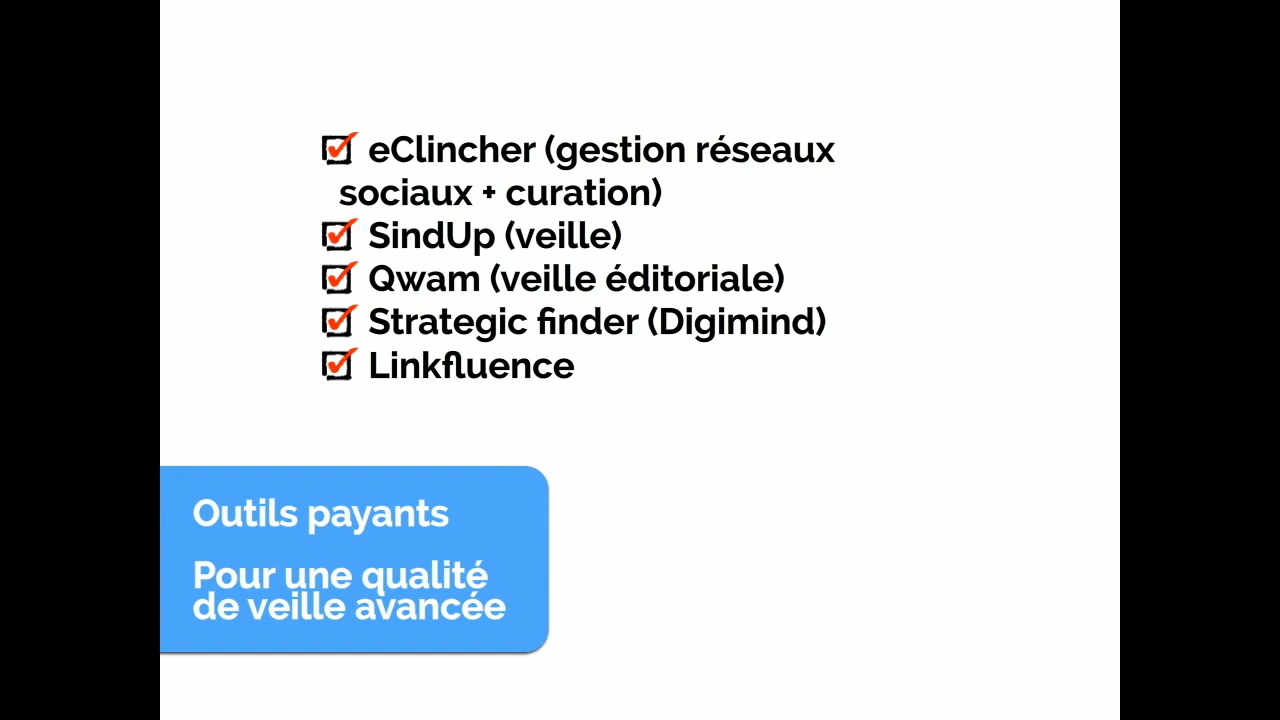 eClincher (gestion réseaux
sociaux + curation)
SindUp (veille)
Qwam (veille éditoriale)
Strategic finder (Digimind)
Linkfluence
Outils payants
Pour une qualité
de veille avancée